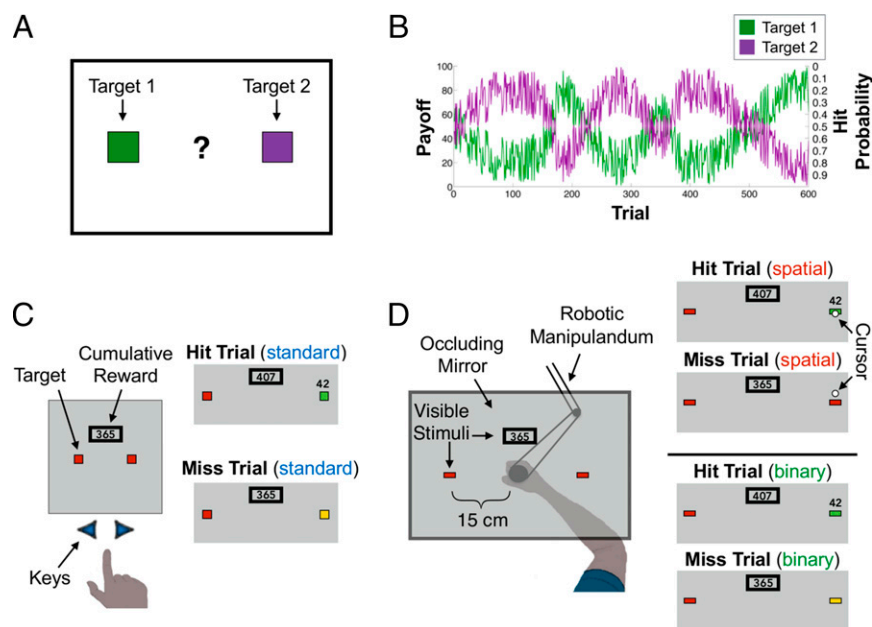 A
Target 1
Target 2
?
B
Target 1
Target 2
Payoff
100
80
60
40
20
0
0
0.1
0.2
0.3
0.4
0.5
0.6
0.7
0.8
0.9
Hit
Probability
0
100
200
300
400
500
600
Trial
C
Target
Cumulative
Reward
365
Keys
Hit Trial (standard)
407
42
Miss Trial (standard)
365
D
Occluding
Mirror
Robotic
Manipulandum
Visible
Stimuli
365
15 cm
Hit Trial (spatial)
407
42
Miss Trial (spatial)
365
Cursor
Hit Trial (binary)
407
42
Miss Trial (binary)
365